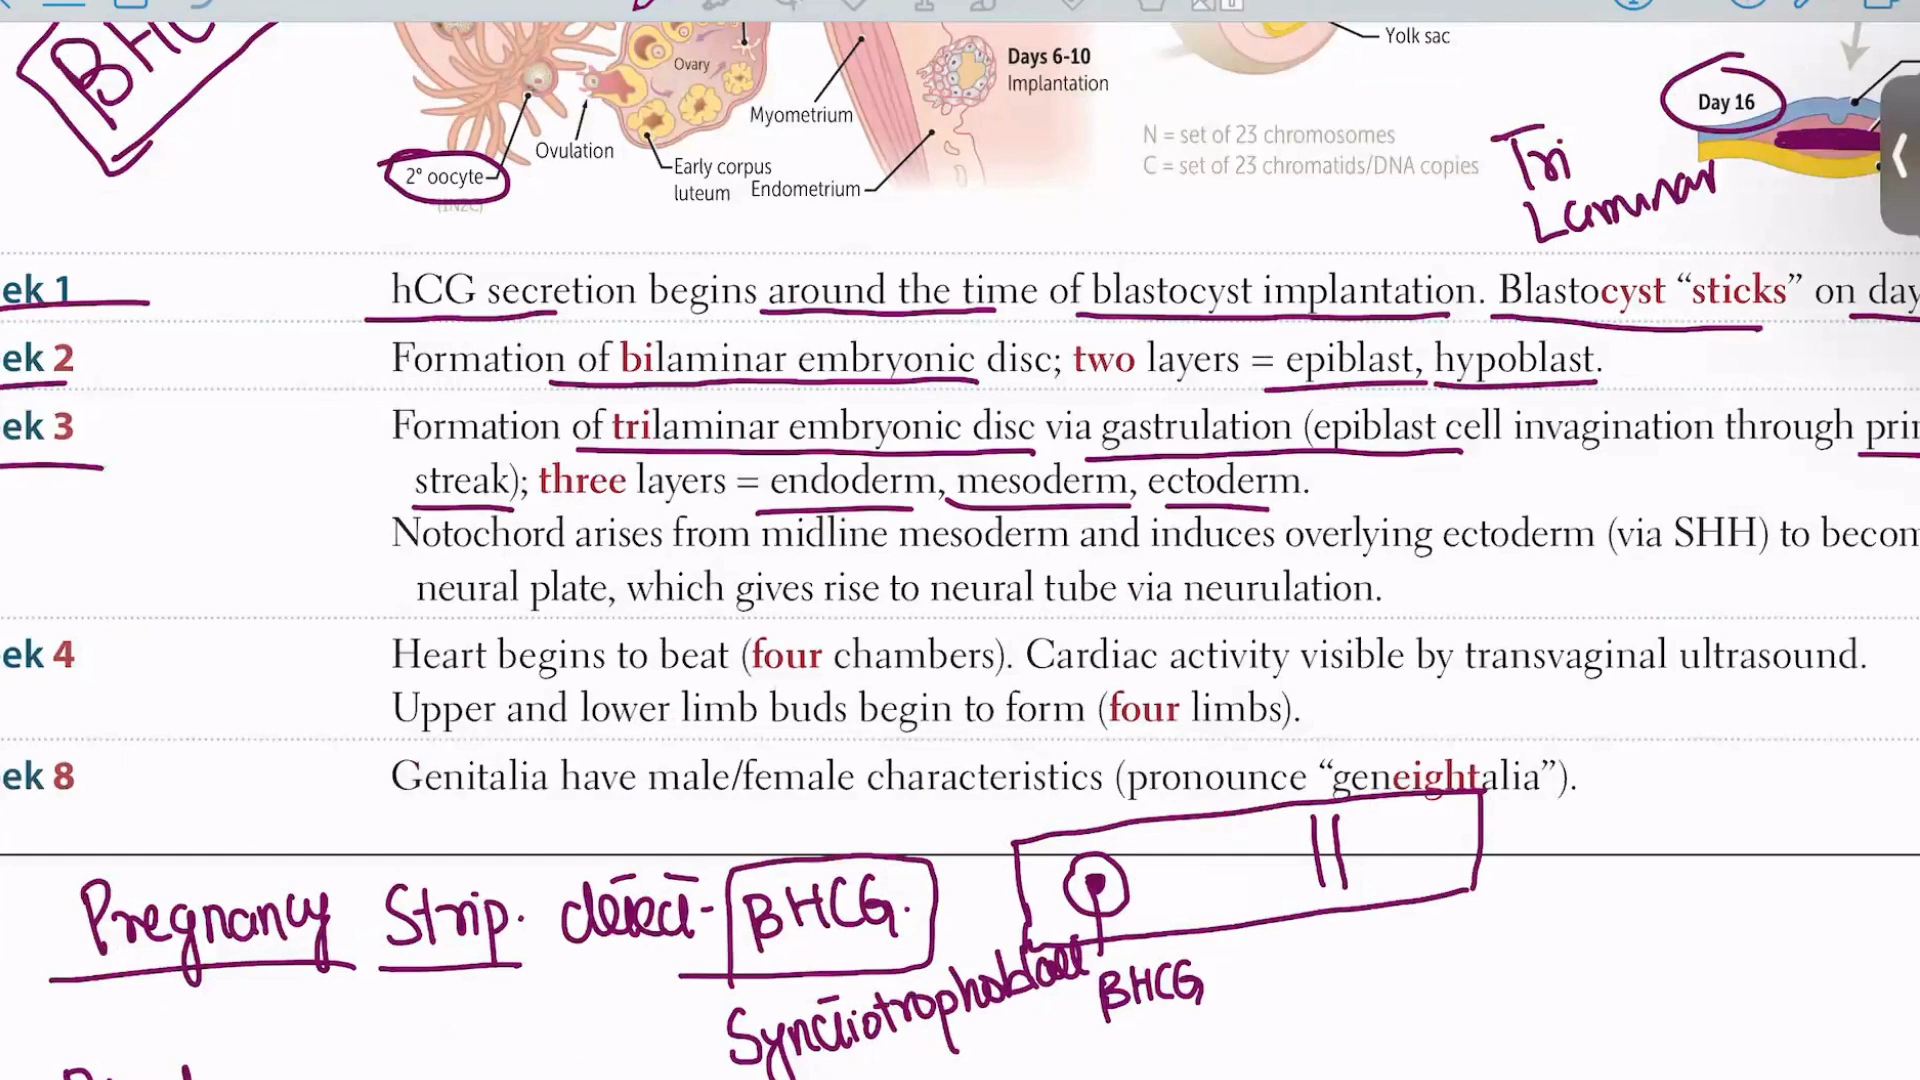 Yolk sac
Days 6-10
Implantation
Ovary
Myometrium
Day 16
N = set of 23 chromosomes
C = set of 23 chromatids/DNA copies
Tri
Laminar
Ovulation
2° oocyte
(1N2C)
Early corpus
luteum
Endometrium
ek 1
hCG secretion begins around the time of blastocyst implantation. Blastocyst “sticks” on day
ek 2
Formation of bilaminar embryonic disc; two layers = epiblast, hypoblast.
ek 3
Formation of trilaminar embryonic disc via gastrulation (epiblast cell invagination through prin
streak); three layers = endoderm, mesoderm, ectoderm.
Notochord arises from midline mesoderm and induces overlying ectoderm (via SHH) to becom
neural plate, which gives rise to neural tube via neurulation.
ek 4
Heart begins to beat (four chambers). Cardiac activity visible by transvaginal ultrasound.
Upper and lower limb buds begin to form (four limbs).
ek 8
Genitalia have male/female characteristics (pronounce “geneightalia”).
Pregnancy Strip. detect- βHCG.
βHCG